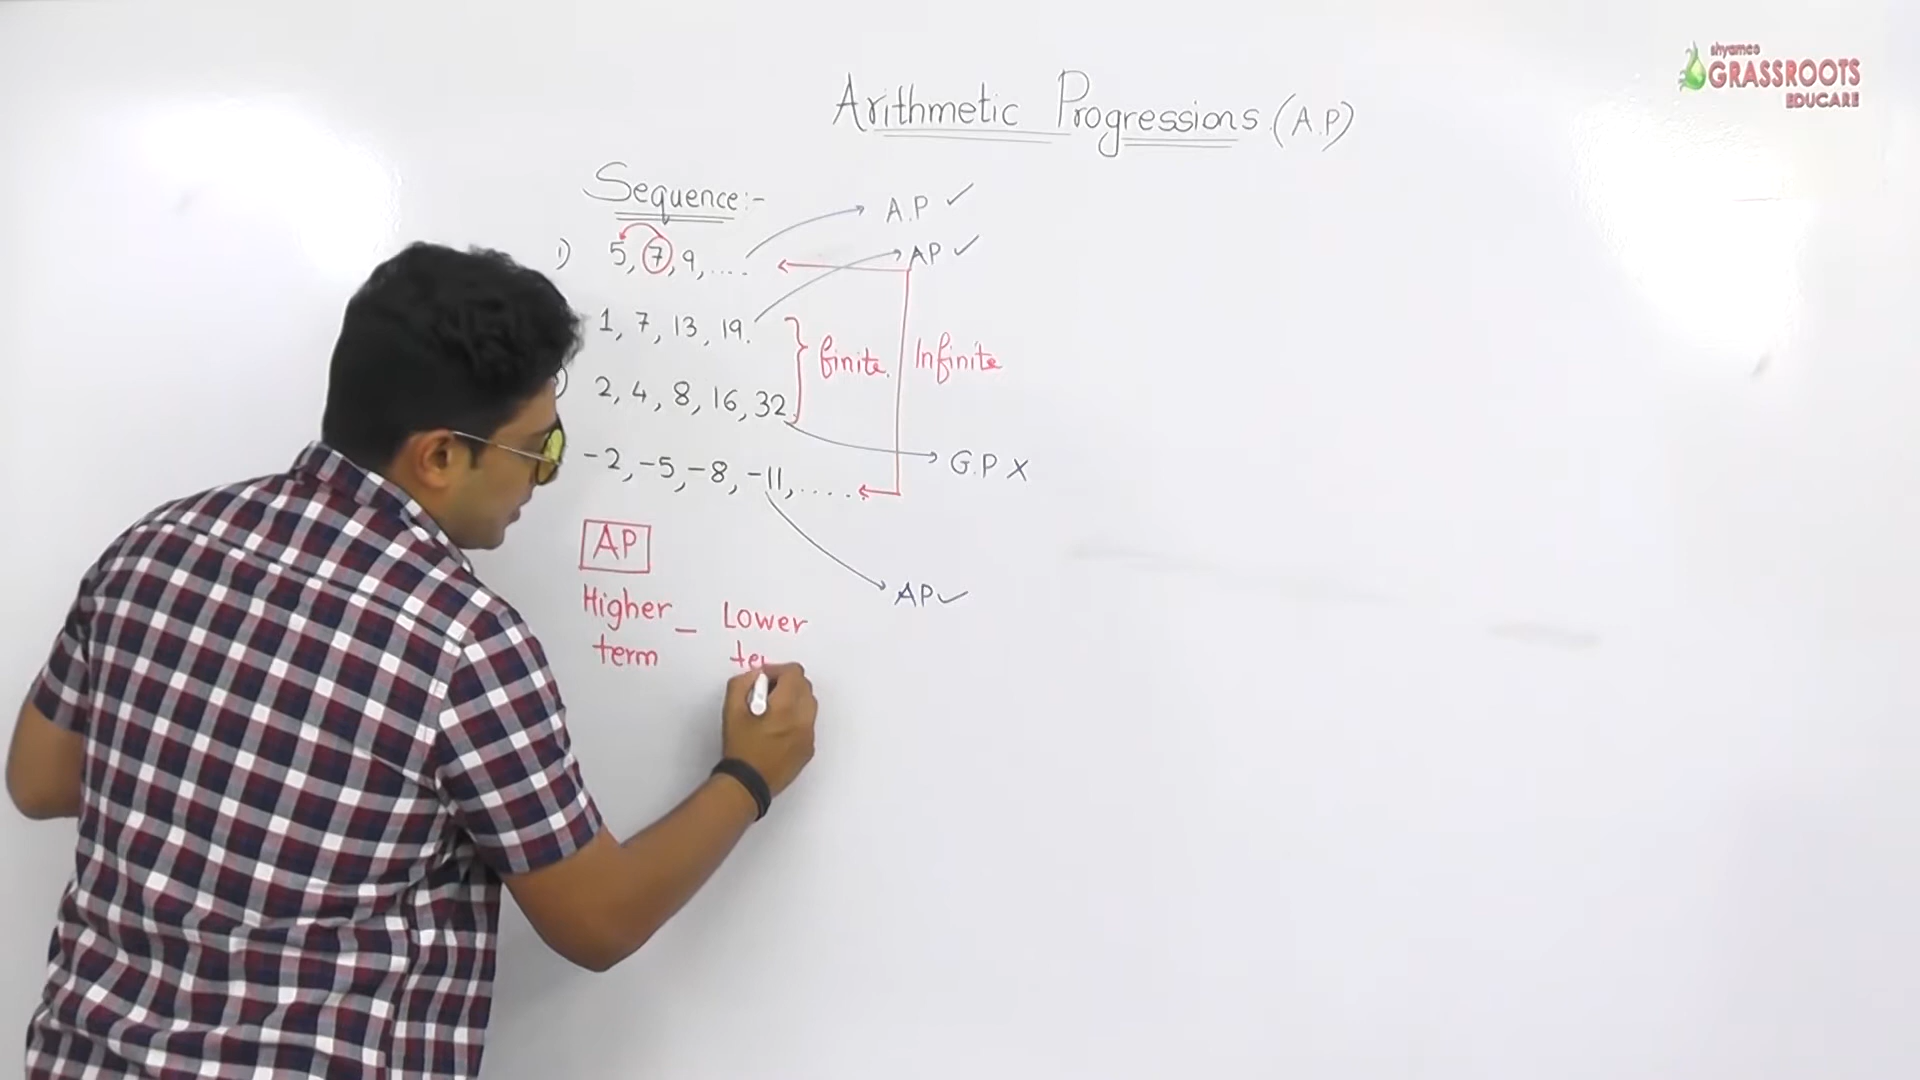 shyamco
GRASSROOTS
EDUCARE
Arithmetic Progressions. (A.P)
Sequence:-
A.P ✓
1) 5, 7, 9, ....
AP ✓
1, 7, 13, 19.
finite.
Infinite
) 2, 4, 8, 16, 32.
G.P X
-2, -5, -8, -11, .....
AP
AP ✓
Higher - Lower
term